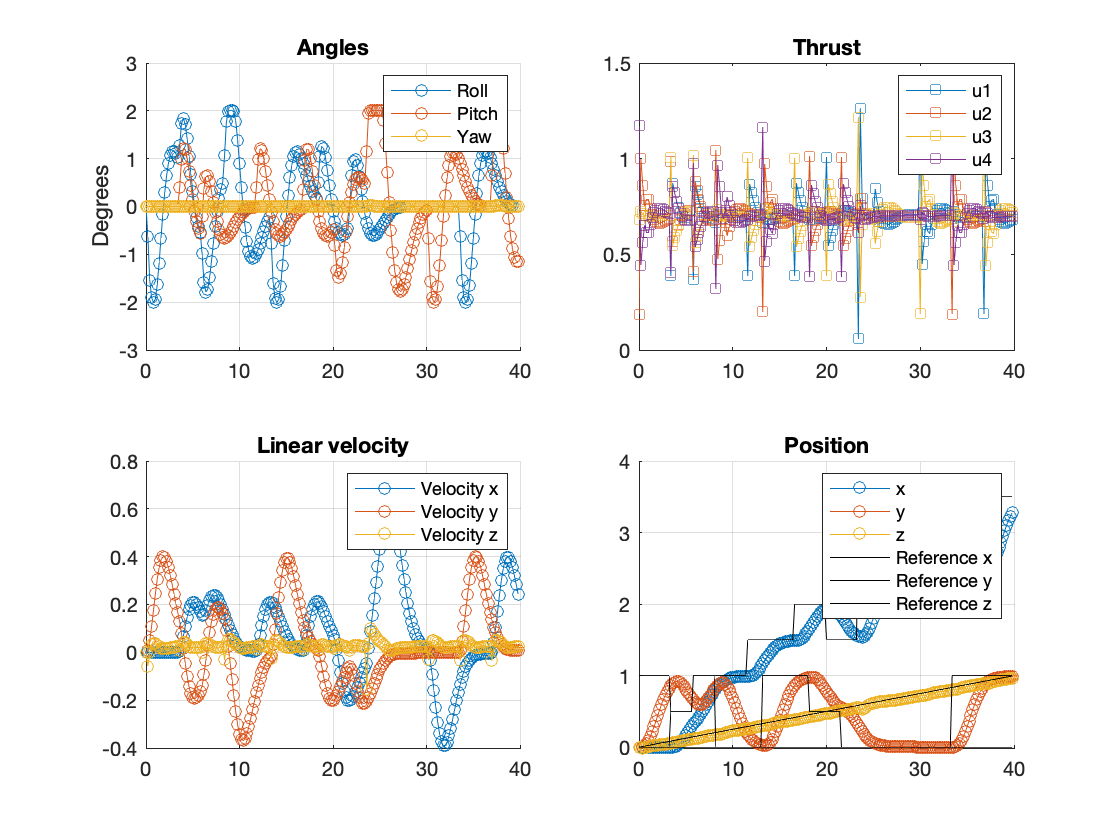 Angles
Degrees
3
2
1
0
-1
-2
-3
0
10
20
30
40
Roll
Pitch
Yaw
Thrust
1.5
1
0.5
0
0
10
20
30
40
u1
u2
u3
u4
Linear velocity
0.8
0.6
0.4
0.2
0
-0.2
-0.4
0
10
20
30
40
Velocity x
Velocity y
Velocity z
Position
4
3
2
1
0
0
10
20
30
40
x
y
z
Reference x
Reference y
Reference z